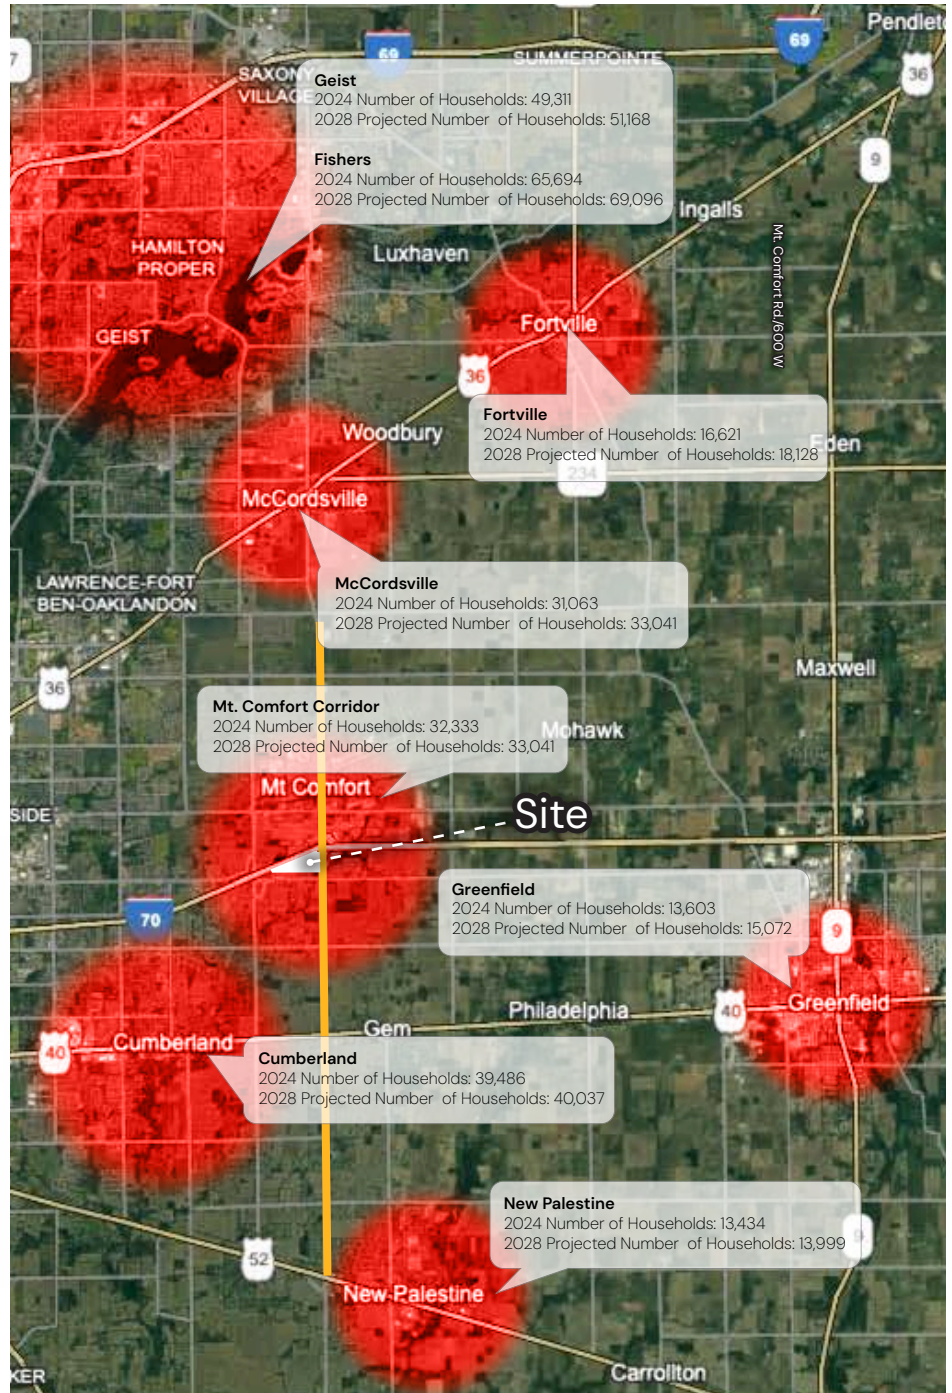 Pendleto
69
69
7
SUMMERPOINTE
36
SAXONY
VILLAGE
Geist
2024 Number of Households: 49,311
2028 Projected Number of Households: 51,168
Fishers
2024 Number of Households: 65,694
2028 Projected Number of Households: 69,096
9
Ingalls
Mt. Comfort Rd./600 W
HAMILTON
PROPER
Luxhaven
GEIST
Fortville
36
Fortville
2024 Number of Households: 16,621
2028 Projected Number of Households: 18,128
Woodbury
Eden
234
McCordsville
LAWRENCE-FORT
BEN-OAKLANDON
McCordsville
2024 Number of Households: 31,063
2028 Projected Number of Households: 33,041
Maxwell
36
Mt. Comfort Corridor
2024 Number of Households: 32,333
2028 Projected Number of Households: 33,041
Mohawk
Mt Comfort
SIDE
Site
70
Greenfield
2024 Number of Households: 13,603
2028 Projected Number of Households: 15,072
9
Greenfield
40
Philadelphia
Gem
Cumberland
40
Cumberland
2024 Number of Households: 39,486
2028 Projected Number of Households: 40,037
New Palestine
2024 Number of Households: 13,434
2028 Projected Number of Households: 13,999
9
52
New Palestine
Carrollton
KER